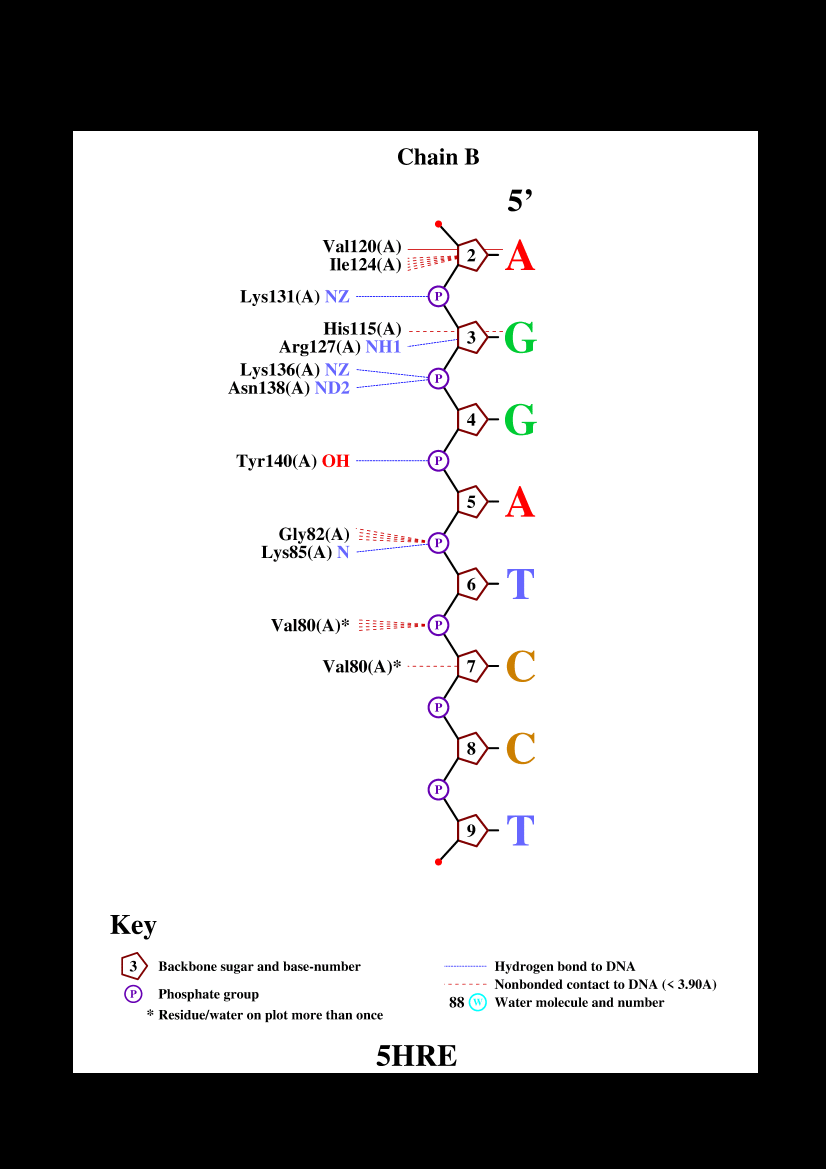 Chain B
5’
Val120(A)
Ile124(A)
2 A
Lys131(A) NZ P
His115(A)
Arg127(A) NH1
3 G
Lys136(A) NZ
Asn138(A) ND2
P
4 G
Tyr140(A) OH P
5 A
Gly82(A)
Lys85(A) N
P
6 T
Val80(A)* P
Val80(A)* 7 C
P
8 C
P
9 T
Key
3 Backbone sugar and base-number
P Phosphate group
* Residue/water on plot more than once
Hydrogen bond to DNA
Nonbonded contact to DNA (< 3.90A)
88 W Water molecule and number
5HRE